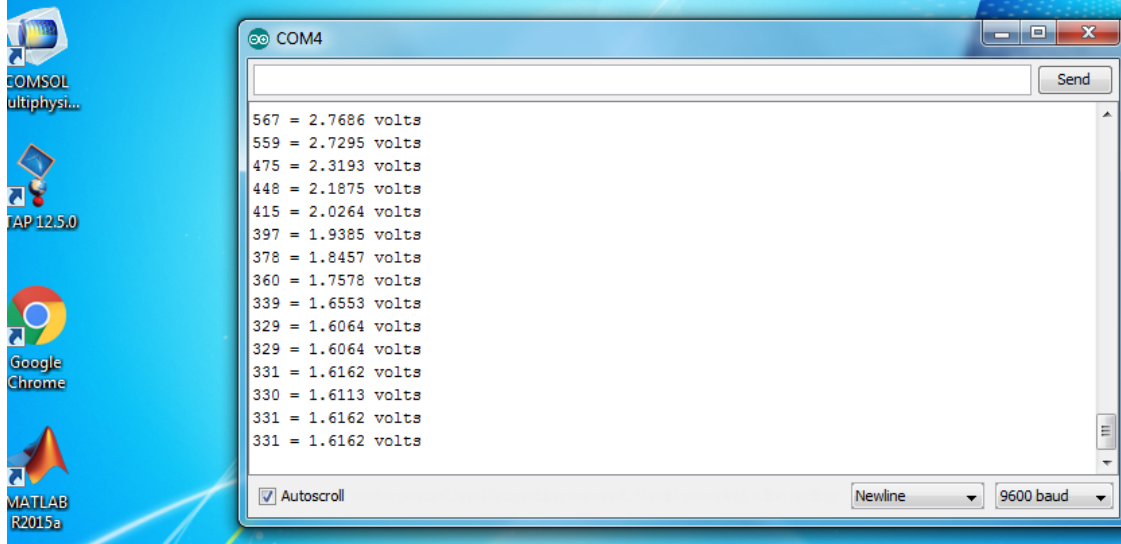 COMSOL
ultiphysi...
TAP 12.5.0
Google
Chrome
MATLAB
R2015a
COM4
Send
567 = 2.7686 volts
559 = 2.7295 volts
475 = 2.3193 volts
448 = 2.1875 volts
415 = 2.0264 volts
397 = 1.9385 volts
378 = 1.8457 volts
360 = 1.7578 volts
339 = 1.6553 volts
329 = 1.6064 volts
329 = 1.6064 volts
331 = 1.6162 volts
330 = 1.6113 volts
331 = 1.6162 volts
331 = 1.6162 volts
Autoscroll
Newline
9600 baud